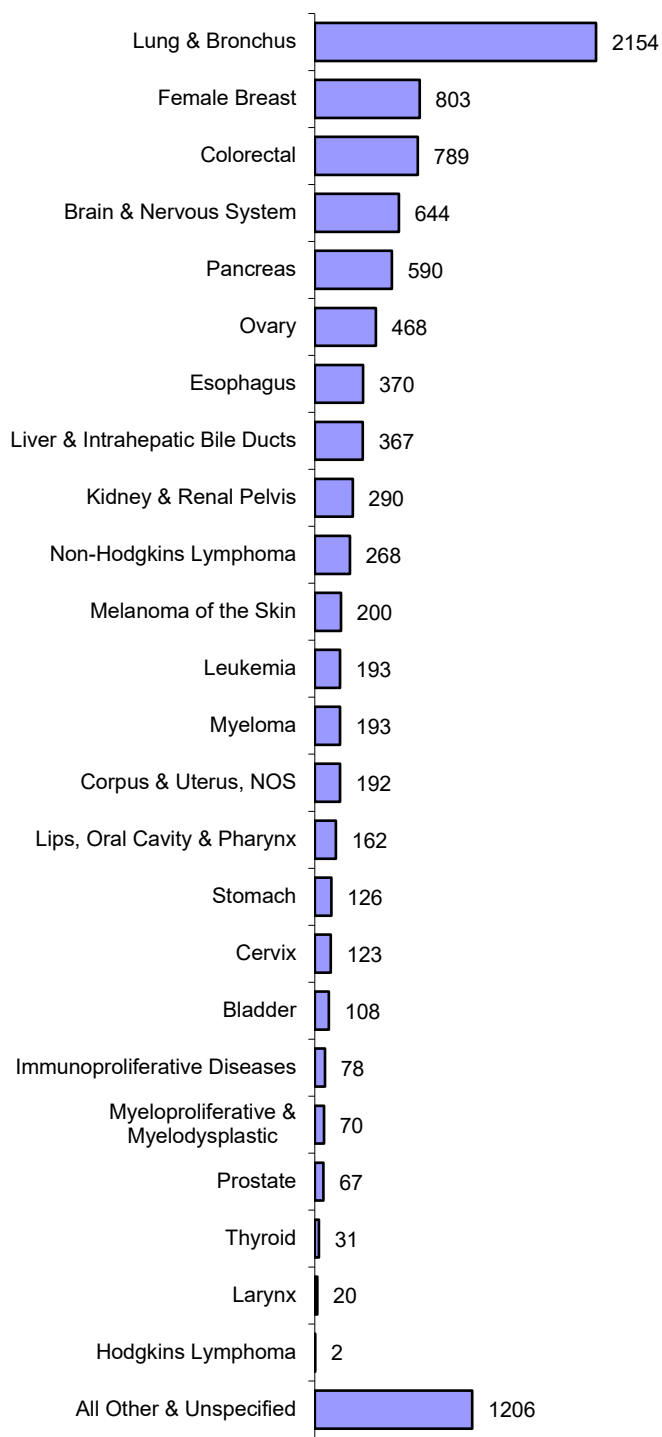 Lung & Bronchus 2154
Female Breast 803
Colorectal 789
Brain & Nervous System 644
Pancreas 590
Ovary 468
Esophagus 370
Liver & Intrahepatic Bile Ducts 367
Kidney & Renal Pelvis 290
Non-Hodgkins Lymphoma 268
Melanoma of the Skin 200
Leukemia 193
Myeloma 193
Corpus & Uterus, NOS 192
Lips, Oral Cavity & Pharynx 162
Stomach 126
Cervix 123
Bladder 108
Immunoproliferative Diseases 78
Myeloproliferative &
Myelodysplastic 70
Prostate 67
Thyroid 31
Larynx 20
Hodgkins Lymphoma 2
All Other & Unspecified 1206